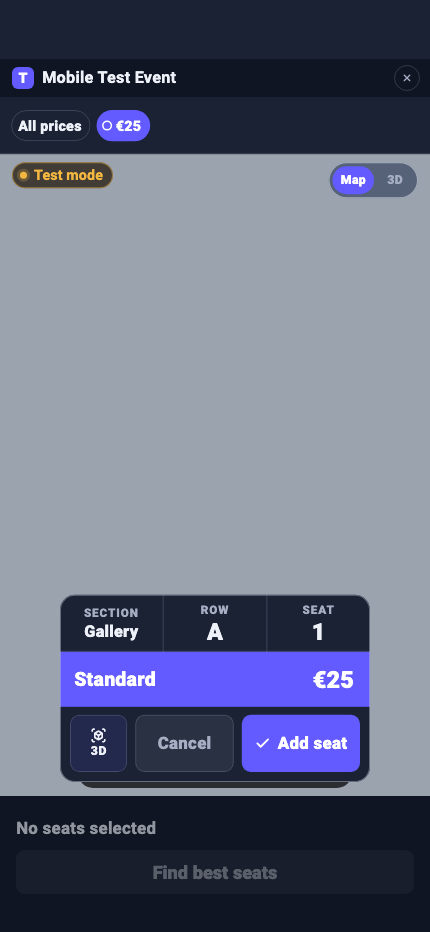 T Mobile Test Event
All prices €25
Test mode
Map 3D
SECTION ROW SEAT
Gallery A 1
Standard €25
3D Cancel Add seat
No seats selected
Find best seats